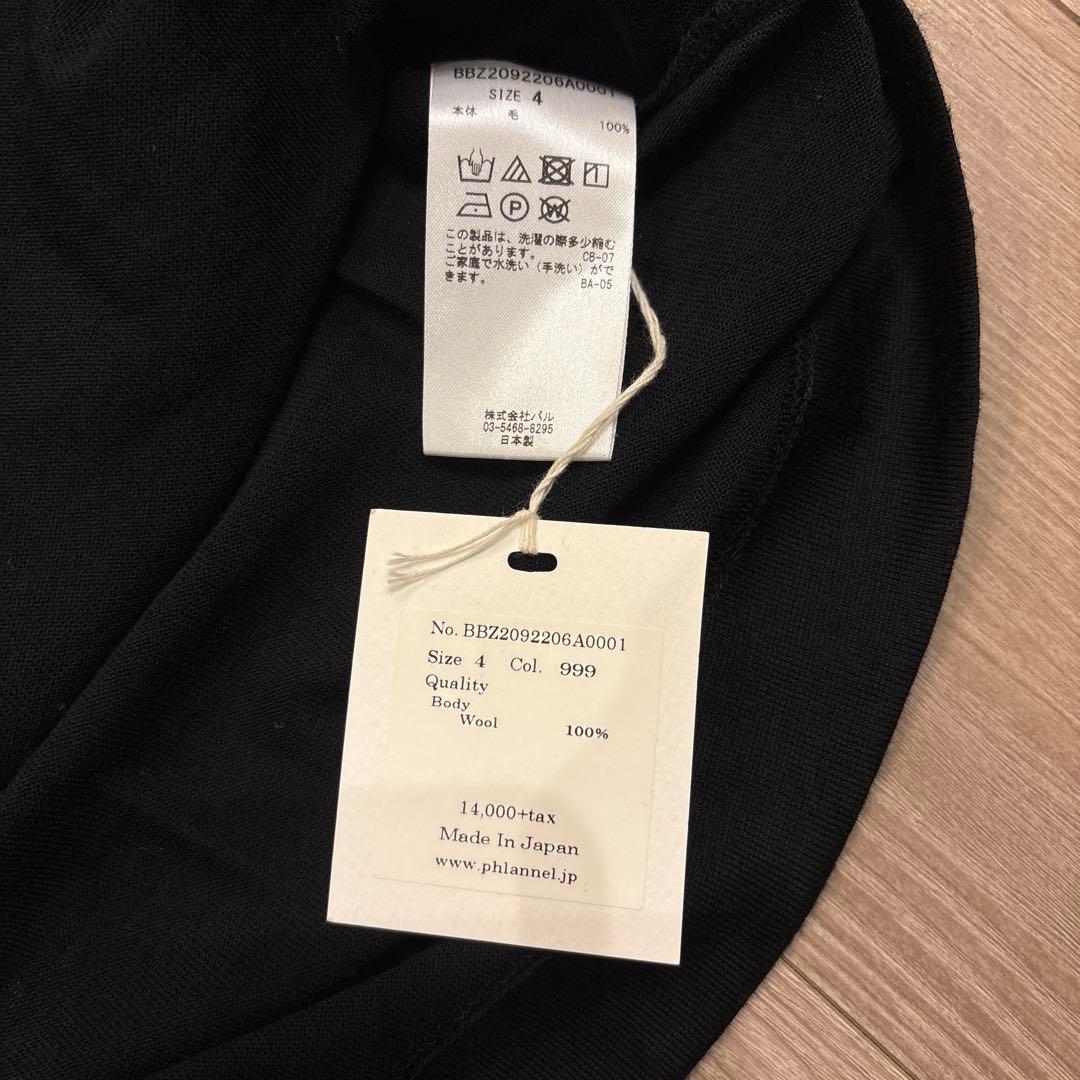 BBZ2092206A0001
SIZE 4
本体 毛 100%
P W
この製品は、洗濯の際多少縮む
ことがあります。 CB-07
ご家庭で水洗い（手洗い）がで
きます。 BA-05
株式会社パル
03-5468-8295
日本製
No. BBZ2092206A0001
Size 4 Col. 999
Quality
Body
Wool 100%
14,000+tax
Made In Japan
www.phlannel.jp